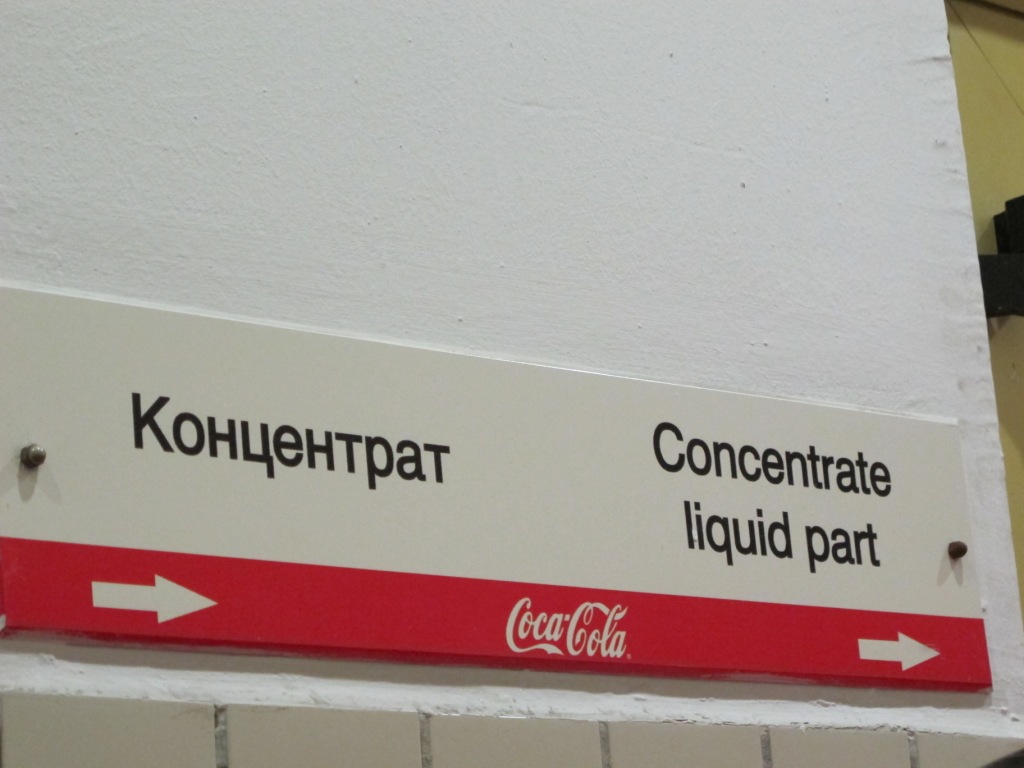 Концентрат
Concentrate
liquid part
Coca-Cola